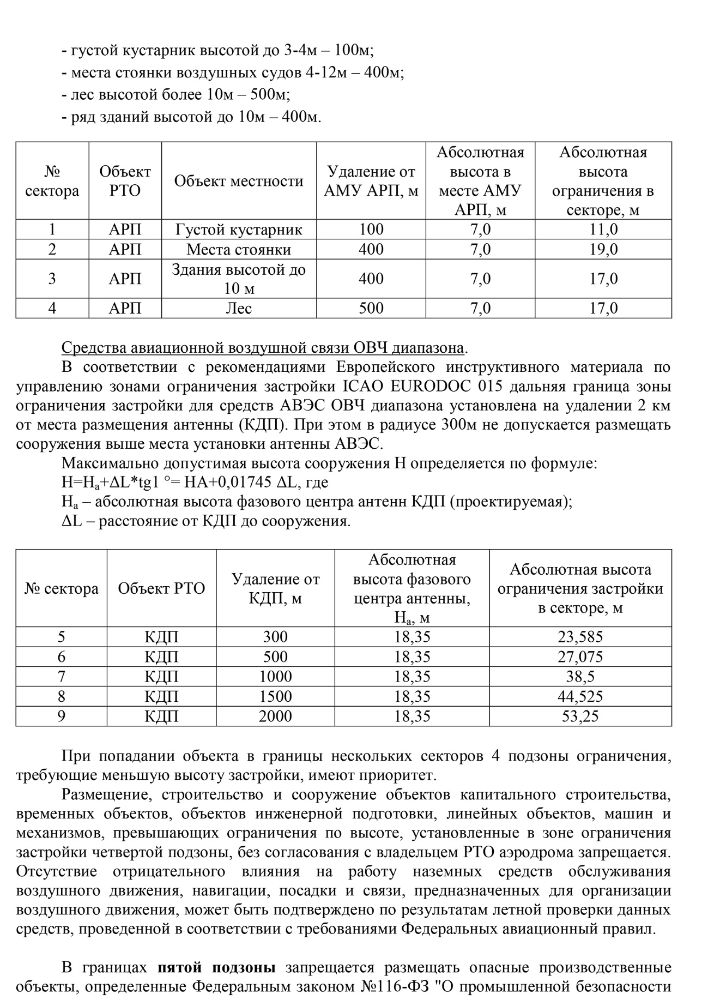 - густой кустарник высотой до 3-4м – 100м;
- места стоянки воздушных судов 4-12м – 400м;
- лес высотой более 10м – 500м;
- ряд зданий высотой до 10м – 400м.
№ сектора | Объект РТО | Объект местности | Удаление от АМУ АРП, м | Абсолютная высота в месте АМУ АРП, м | Абсолютная высота ограничения в секторе, м
1 | АРП | Густой кустарник | 100 | 7,0 | 11,0
2 | АРП | Места стоянки | 400 | 7,0 | 19,0
3 | АРП | Здания высотой до 10 м | 400 | 7,0 | 17,0
4 | АРП | Лес | 500 | 7,0 | 17,0
Средства авиационной воздушной связи ОВЧ диапазона.
В соответствии с рекомендациями Европейского инструктивного материала по
управлению зонами ограничения застройки ICAO EURODOC 015 дальняя граница зоны
ограничения застройки для средств АВЭС ОВЧ диапазона установлена на удалении 2 км
от места размещения антенны (КДП). При этом в радиусе 300м не допускается размещать
сооружения выше места установки антенны АВЭС.
Максимально допустимая высота сооружения Н определяется по формуле:
Н=Hа+ΔL*tg1 °= НА+0,01745 ΔL, где
Hа – абсолютная высота фазового центра антенн КДП (проектируемая);
ΔL – расстояние от КДП до сооружения.
№ сектора | Объект РТО | Удаление от КДП, м | Абсолютная высота фазового центра антенны, Hа, м | Абсолютная высота ограничения застройки в секторе, м
5 | КДП | 300 | 18,35 | 23,585
6 | КДП | 500 | 18,35 | 27,075
7 | КДП | 1000 | 18,35 | 38,5
8 | КДП | 1500 | 18,35 | 44,525
9 | КДП | 2000 | 18,35 | 53,25
При попадании объекта в границы нескольких секторов 4 подзоны ограничения,
требующие меньшую высоту застройки, имеют приоритет.
Размещение, строительство и сооружение объектов капитального строительства,
временных объектов, объектов инженерной подготовки, линейных объектов, машин и
механизмов, превышающих ограничения по высоте, установленные в зоне ограничения
застройки четвертой подзоны, без согласования с владельцем РТО аэродрома запрещается.
Отсутствие отрицательного влияния на работу наземных средств обслуживания
воздушного движения, навигации, посадки и связи, предназначенных для организации
воздушного движения, может быть подтверждено по результатам летной проверки данных
средств, проведенной в соответствии с требованиями Федеральных авиационный правил.
В границах пятой подзоны запрещается размещать опасные производственные
объекты, определенные Федеральным законом №116-ФЗ "О промышленной безопасности